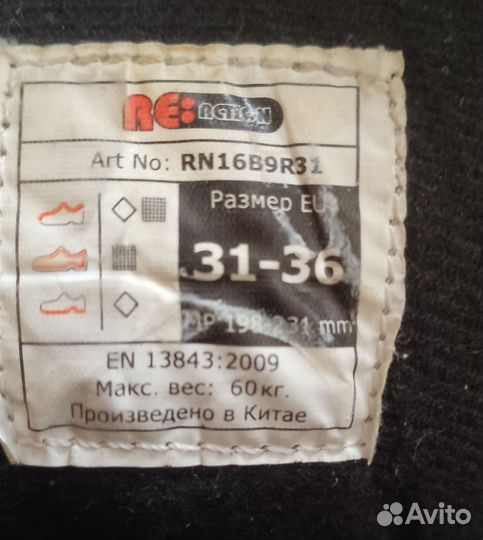 RE:ACTION
Art No: RN16B9R31
Размер EU
31-36
MP 198-231 mm
EN 13843:2009
Макс. вес: 60кг.
Произведено в Китае
Avito